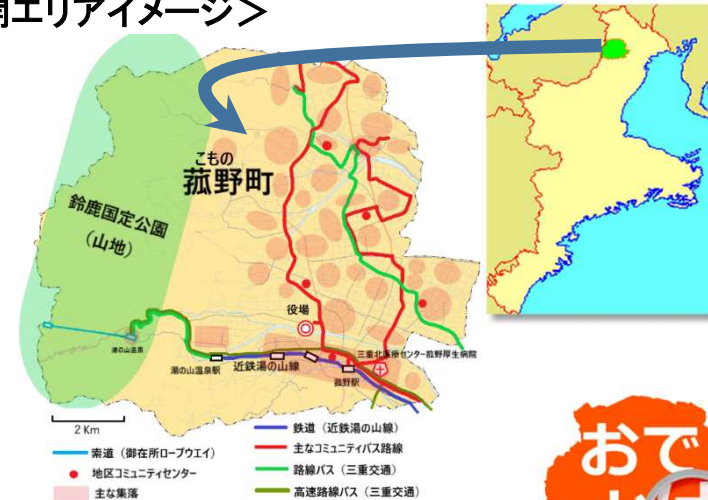 開エリアイメージ＞
こもの
菰野町
鈴鹿国定公園
（山地）
役場
湯の山温泉
湯の山温泉駅
近鉄湯の山線
菰野駅
三重北医療センター菰野厚生病院
2 Km
索道（御在所ロープウエイ）
地区コミュニティセンター
主な集落
鉄道（近鉄湯の山線）
主なコミュニティバス路線
路線バス（三重交通）
高速路線バス（三重交通）
おで